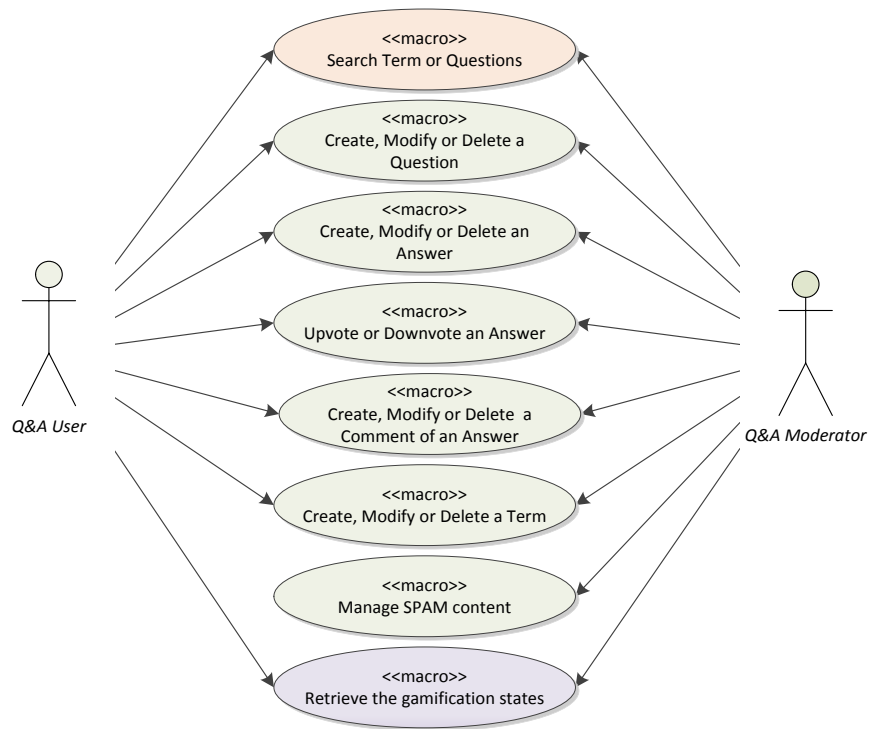 <<macro>>
Search Term or Questions
<<macro>>
Create, Modify or Delete a
Question
<<macro>>
Create, Modify or Delete an
Answer
<<macro>>
Upvote or Downvote an Answer
<<macro>>
Create, Modify or Delete a
Comment of an Answer
Q&A User
Q&A Moderator
<<macro>>
Create, Modify or Delete a Term
<<macro>>
Manage SPAM content
<<macro>>
Retrieve the gamification states